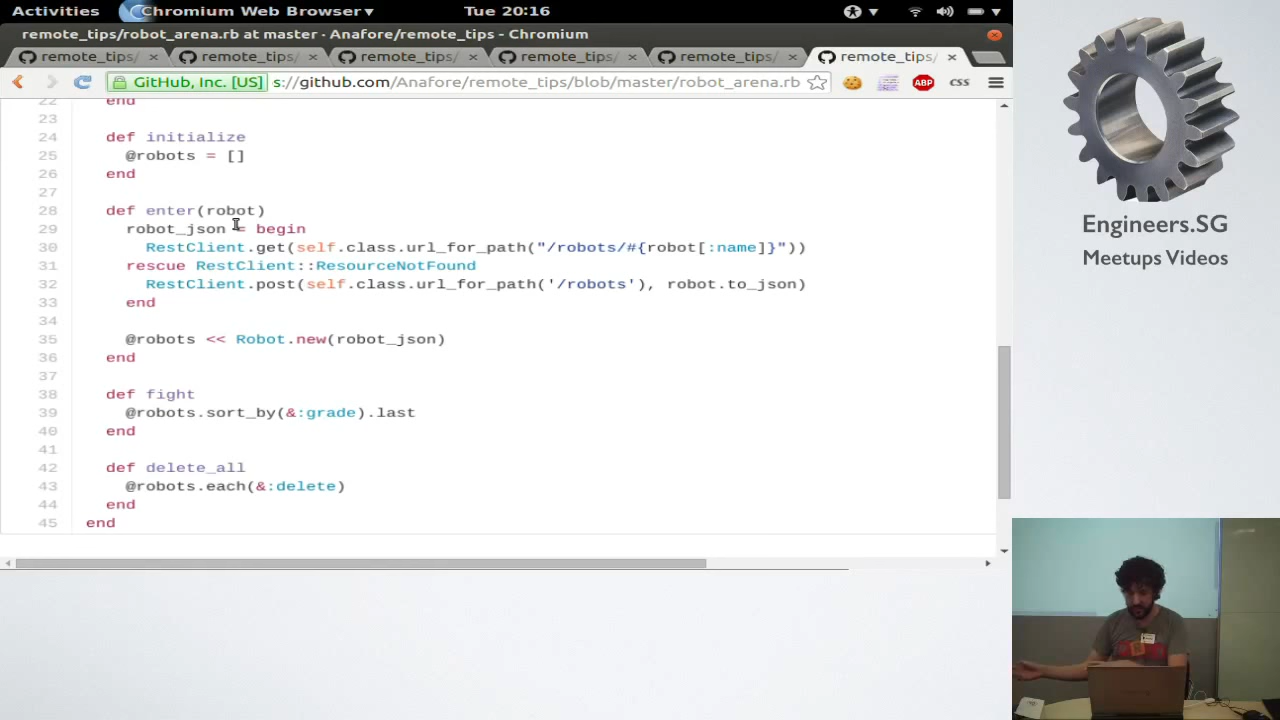 Activities Chromium Web Browser▾ Tue 20:16
remote_tips/robot_arena.rb at master - Anafore/remote_tips - Chromium
remote_tips/ × remote_tips/ × remote_tips/ × remote_tips/ × remote_tips/ × remote_tips/ ×
GitHub, Inc. [US] s://github.com/Anafore/remote_tips/blob/master/robot_arena.rb ABP CSS
22 end
23
24 def initialize
25 @robots = []
26 end
27
28 def enter(robot)
29 robot_json = begin
30 RestClient.get(self.class.url_for_path("/robots/#{robot[:name]}"))
31 rescue RestClient::ResourceNotFound
32 RestClient.post(self.class.url_for_path('/robots'), robot.to_json)
33 end
34
35 @robots << Robot.new(robot_json)
36 end
37
38 def fight
39 @robots.sort_by(&:grade).last
40 end
41
42 def delete_all
43 @robots.each(&:delete)
44 end
45 end
Engineers.SG
Meetups Videos